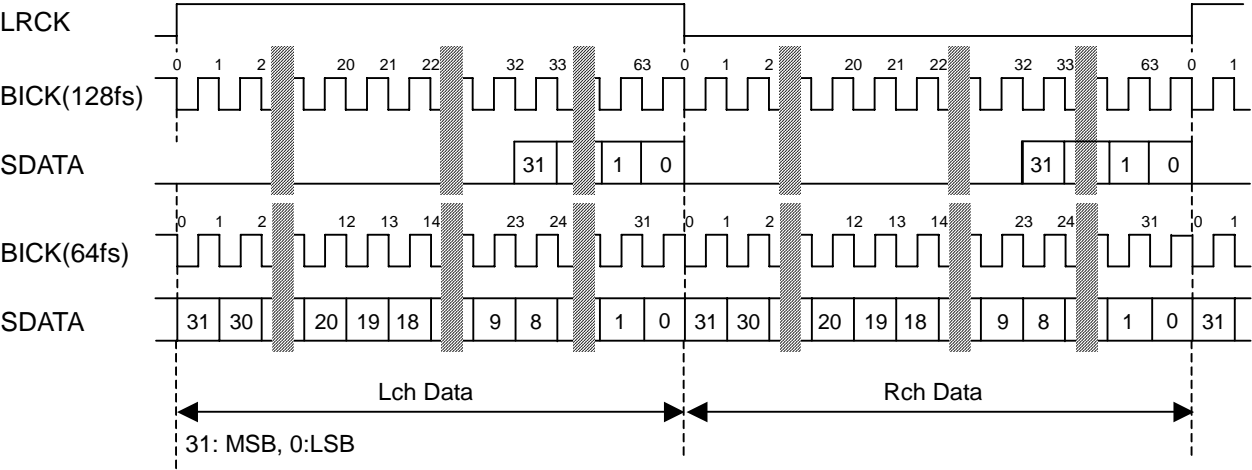 LRCK
0 1 2 20 21 22 32 33 63 0 1 2 20 21 22 32 33 63 0 1
BICK(128fs)
SDATA 31 1 0 31 1 0
0 1 2 12 13 14 23 24 31 0 1 2 12 13 14 23 24 31 0 1
BICK(64fs)
SDATA 31 30 20 19 18 9 8 1 0 31 30 20 19 18 9 8 1 0 31
Lch Data Rch Data
31: MSB, 0:LSB